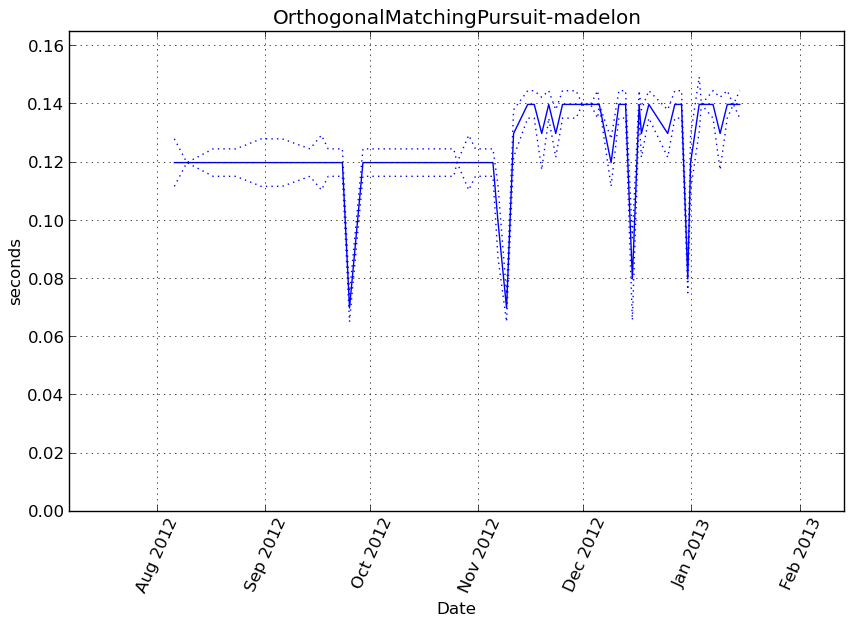 OrthogonalMatchingPursuit-madelon
0.16
0.14
0.12
0.10
0.08
0.06
0.04
0.02
0.00
seconds
Aug 2012
Sep 2012
Oct 2012
Nov 2012
Dec 2012
Jan 2013
Feb 2013
Date